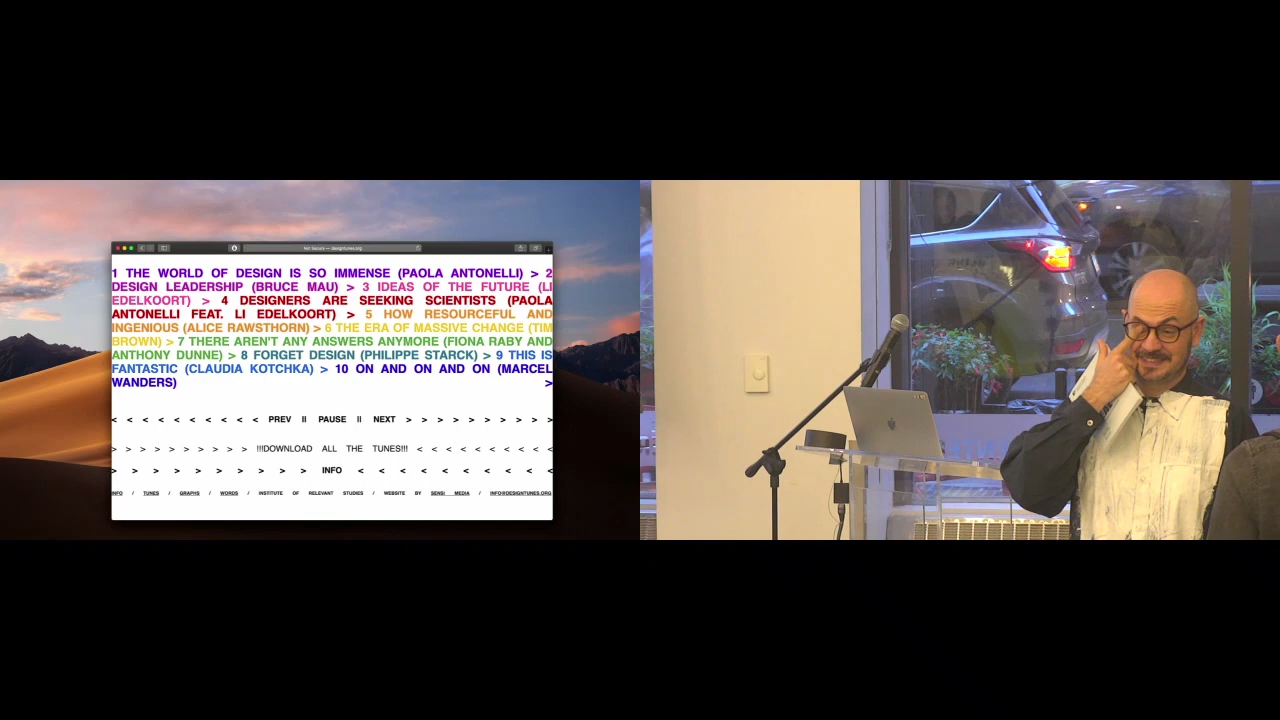 Not Secure — designtunes.org
1 THE WORLD OF DESIGN IS SO IMMENSE (PAOLA ANTONELLI) > 2
DESIGN LEADERSHIP (BRUCE MAU) > 3 IDEAS OF THE FUTURE (LI
EDELKOORT) > 4 DESIGNERS ARE SEEKING SCIENTISTS (PAOLA
ANTONELLI FEAT. LI EDELKOORT) > 5 HOW RESOURCEFUL AND
INGENIOUS (ALICE RAWSTHORN) > 6 THE ERA OF MASSIVE CHANGE (TIM
BROWN) > 7 THERE AREN'T ANY ANSWERS ANYMORE (FIONA RABY AND
ANTHONY DUNNE) > 8 FORGET DESIGN (PHILIPPE STARCK) > 9 THIS IS
FANTASTIC (CLAUDIA KOTCHKA) > 10 ON AND ON AND ON (MARCEL
WANDERS) >
< < < < < < < < < < < PREV || PAUSE || NEXT > > > > > > > > > > >
> > > > > > > > > > !!!DOWNLOAD ALL THE TUNES!!! < < < < < < < < < <
> > > > > > > > > > INFO < < < < < < < < < <
INFO / TUNES / GRAPHS / WORDS / INSTITUTE OF RELEVANT STUDIES / WEBSITE BY SENSI MEDIA / INFO@DESIGNTUNES.ORG